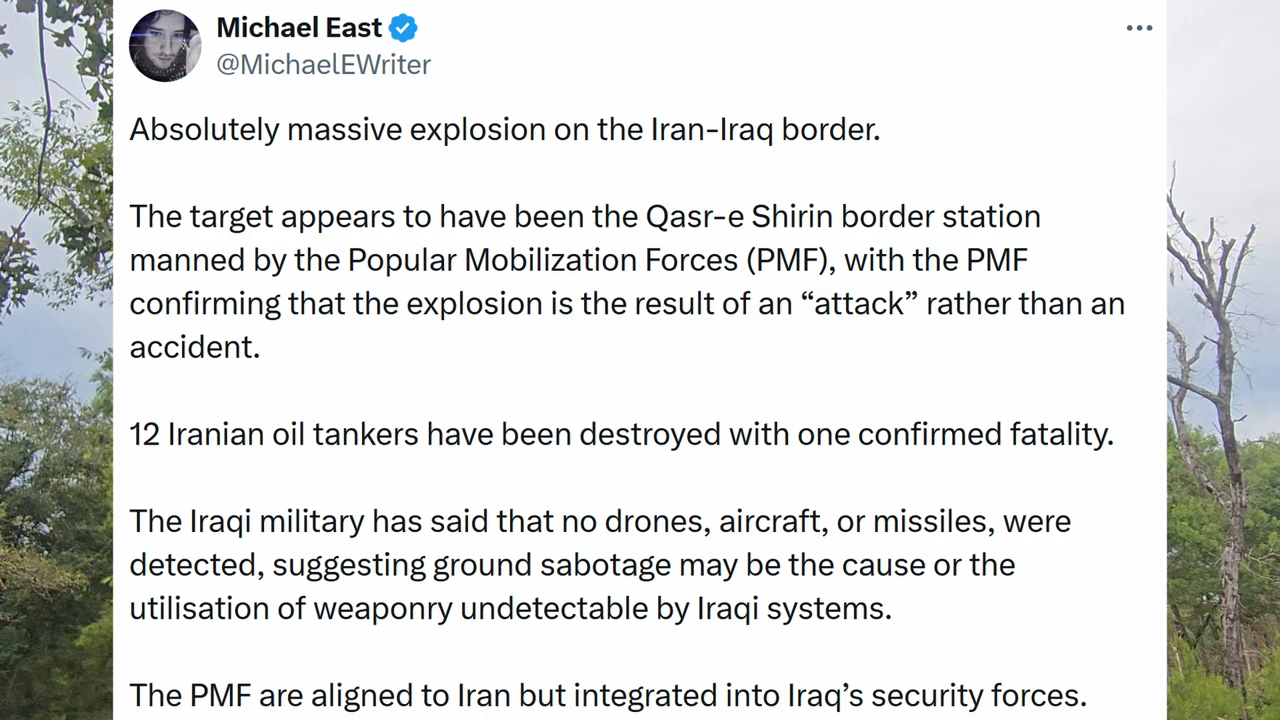 Michael East
@MichaelEWriter
Absolutely massive explosion on the Iran-Iraq border.
The target appears to have been the Qasr-e Shirin border station
manned by the Popular Mobilization Forces (PMF), with the PMF
confirming that the explosion is the result of an “attack” rather than an
accident.
12 Iranian oil tankers have been destroyed with one confirmed fatality.
The Iraqi military has said that no drones, aircraft, or missiles, were
detected, suggesting ground sabotage may be the cause or the
utilisation of weaponry undetectable by Iraqi systems.
The PMF are aligned to Iran but integrated into Iraq’s security forces.